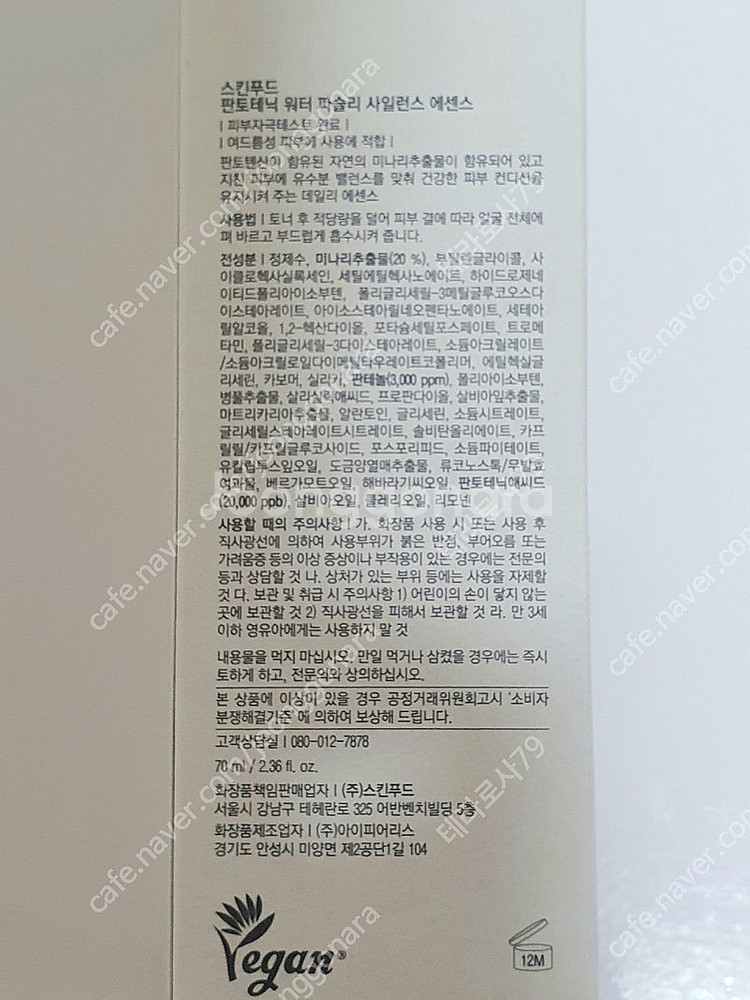 스킨푸드
판토테닉 워터 파슬리 사일런스 에센스
| 피부자극테스트 완료 |
| 여드름성 피부에 사용에 적합 |
판토텐산이 함유된 자연의 미나리추출물이 함유되어 있고
지친 피부에 유수분 밸런스를 맞춰 건강한 피부 컨디션을
유지시켜 주는 데일리 에센스
사용법 | 토너 후 적당량을 덜어 피부 결에 따라 얼굴 전체에
펴 바르고 부드럽게 흡수시켜 줍니다.
전성분 | 정제수, 미나리추출물(20 %), 부틸렌글라이콜, 사
이클로헥사실록세인, 세틸에틸헥사노에이트, 하이드로제네
이티드폴리아이소부텐, 폴리글리세릴-3메틸글루코오스다
이스테아레이트, 아이소스테아릴네오펜타노에이트, 세테아
릴알코올, 1,2-헥산다이올, 포타슘세틸포스페이트, 트로메
타민, 폴리글리세릴-3다이스테아레이트, 소듐아크릴레이트
/소듐아크릴로일다이메틸타우레이트코폴리머, 에틸헥실글
리세린, 카보머, 실리카, 판테놀(3,000 ppm), 폴리아이소부텐,
병풀추출물, 살리실리애씨드, 프로판다이올, 살비아잎추출물,
마트리카리아추출물, 알란토인, 글리세린, 소듐시트레이트,
글리세릴스테아레이트시트레이트, 솔비탄올리에이트, 카프
릴릴/카프릴글루코사이드, 포스포리피드, 소듐파이테이트,
유칼립투스잎오일, 도금양열매추출물, 류코노스톡/무발효
여과물, 베르가모트오일, 해바라기씨오일, 판토테닉애씨드
(20,000 ppb), 살비아오일, 클레리오일, 리모넨
사용할 때의 주의사항 | 가. 화장품 사용 시 또는 사용 후
직사광선에 의하여 사용부위가 붉은 반점, 부어오름 또는
가려움증 등의 이상 증상이나 부작용이 있는 경우에는 전문의
등과 상담할 것 나. 상처가 있는 부위 등에는 사용을 자제할
것 다. 보관 및 취급 시 주의사항 1) 어린이의 손이 닿지 않는
곳에 보관할 것 2) 직사광선을 피해서 보관할 것 라. 만 3세
이하 영유아에게는 사용하지 말 것
내용물을 먹지 마십시오. 만일 먹거나 삼켰을 경우에는 즉시
토하게 하고, 전문의와 상의하십시오.
본 상품에 이상이 있을 경우 공정거래위원회고시 '소비자
분쟁해결기준'에 의하여 보상해 드립니다.
고객상담실 | 080-012-7878
70 ml / 2.36 fl. oz.
화장품책임판매업자 | (주)스킨푸드
서울시 강남구 테헤란로 325 어반벤치빌딩 5층
화장품제조업자 | (주)아이피어리스
경기도 안성시 미양면 제2공단1길 104
Vegan®
12M
cafe.naver.com/joonggonara
테라로사79